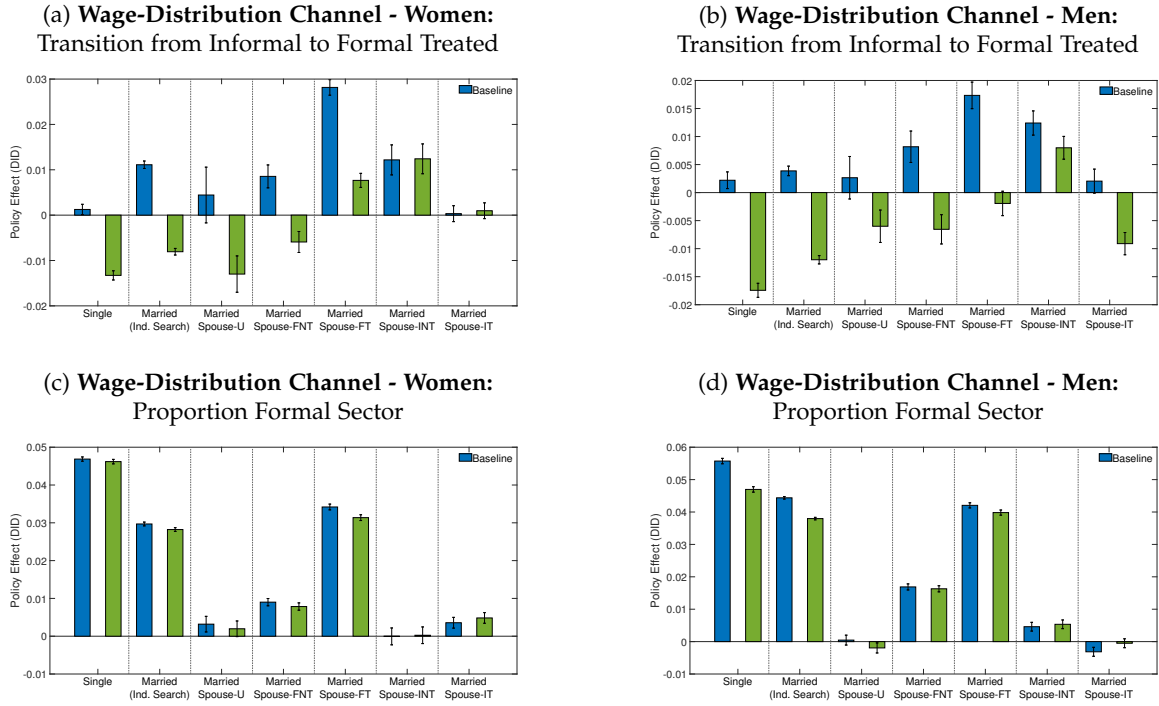 (a) Wage-Distribution Channel - Women:
Transition from Informal to Formal Treated
0.03
0.02
0.01
0
-0.01
-0.02
Policy Effect (DID)
Baseline
Single
Married
(Ind. Search)
Married
Spouse-U
Married
Spouse-FNT
Married
Spouse-FT
Married
Spouse-INT
Married
Spouse-IT
(b) Wage-Distribution Channel - Men:
Transition from Informal to Formal Treated
0.02
0.015
0.01
0.005
0
-0.005
-0.01
-0.015
-0.02
Policy Effect (DID)
Baseline
Single
Married
(Ind. Search)
Married
Spouse-U
Married
Spouse-FNT
Married
Spouse-FT
Married
Spouse-INT
Married
Spouse-IT
(c) Wage-Distribution Channel - Women:
Proportion Formal Sector
0.05
0.04
0.03
0.02
0.01
0
-0.01
Policy Effect (DID)
Baseline
Single
Married
(Ind. Search)
Married
Spouse-U
Married
Spouse-FNT
Married
Spouse-FT
Married
Spouse-INT
Married
Spouse-IT
(d) Wage-Distribution Channel - Men:
Proportion Formal Sector
0.06
0.05
0.04
0.03
0.02
0.01
0
-0.01
Policy Effect (DID)
Baseline
Single
Married
(Ind. Search)
Married
Spouse-U
Married
Spouse-FNT
Married
Spouse-FT
Married
Spouse-INT
Married
Spouse-IT